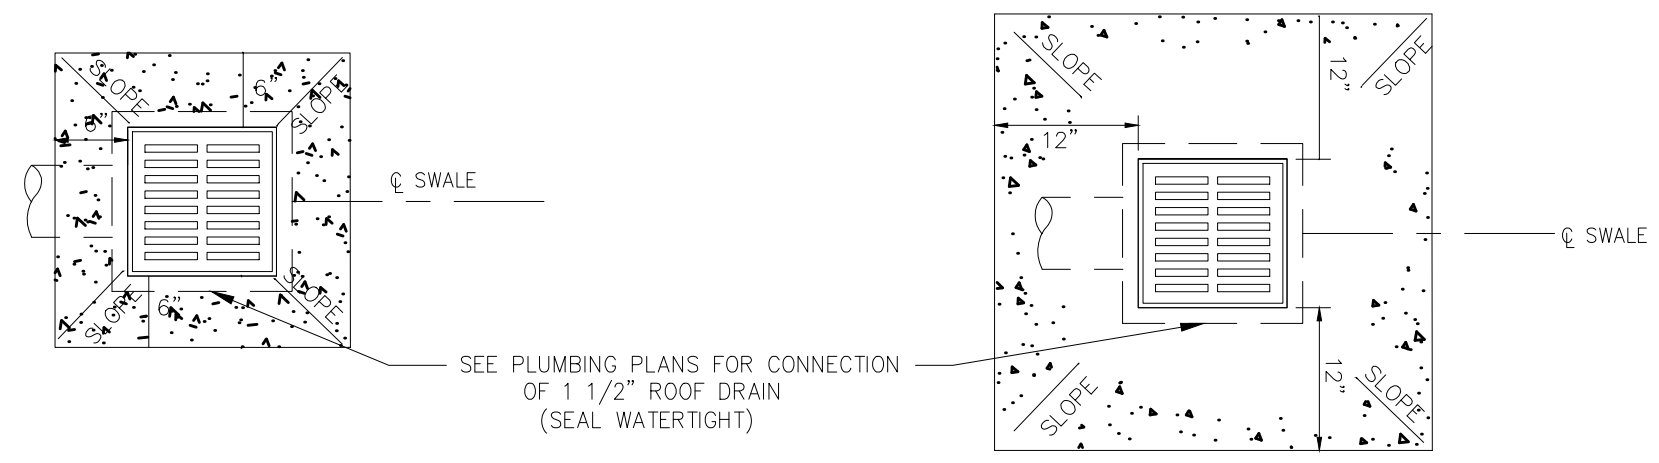 SLOPE
6”
SLOPE
6”
℄ SWALE
SLOPE
6”
SLOPE
SLOPE
12”
SLOPE
12”
℄ SWALE
SEE PLUMBING PLANS FOR CONNECTION
OF 1 1/2” ROOF DRAIN
(SEAL WATERTIGHT)
SLOPE
12”
SLOPE